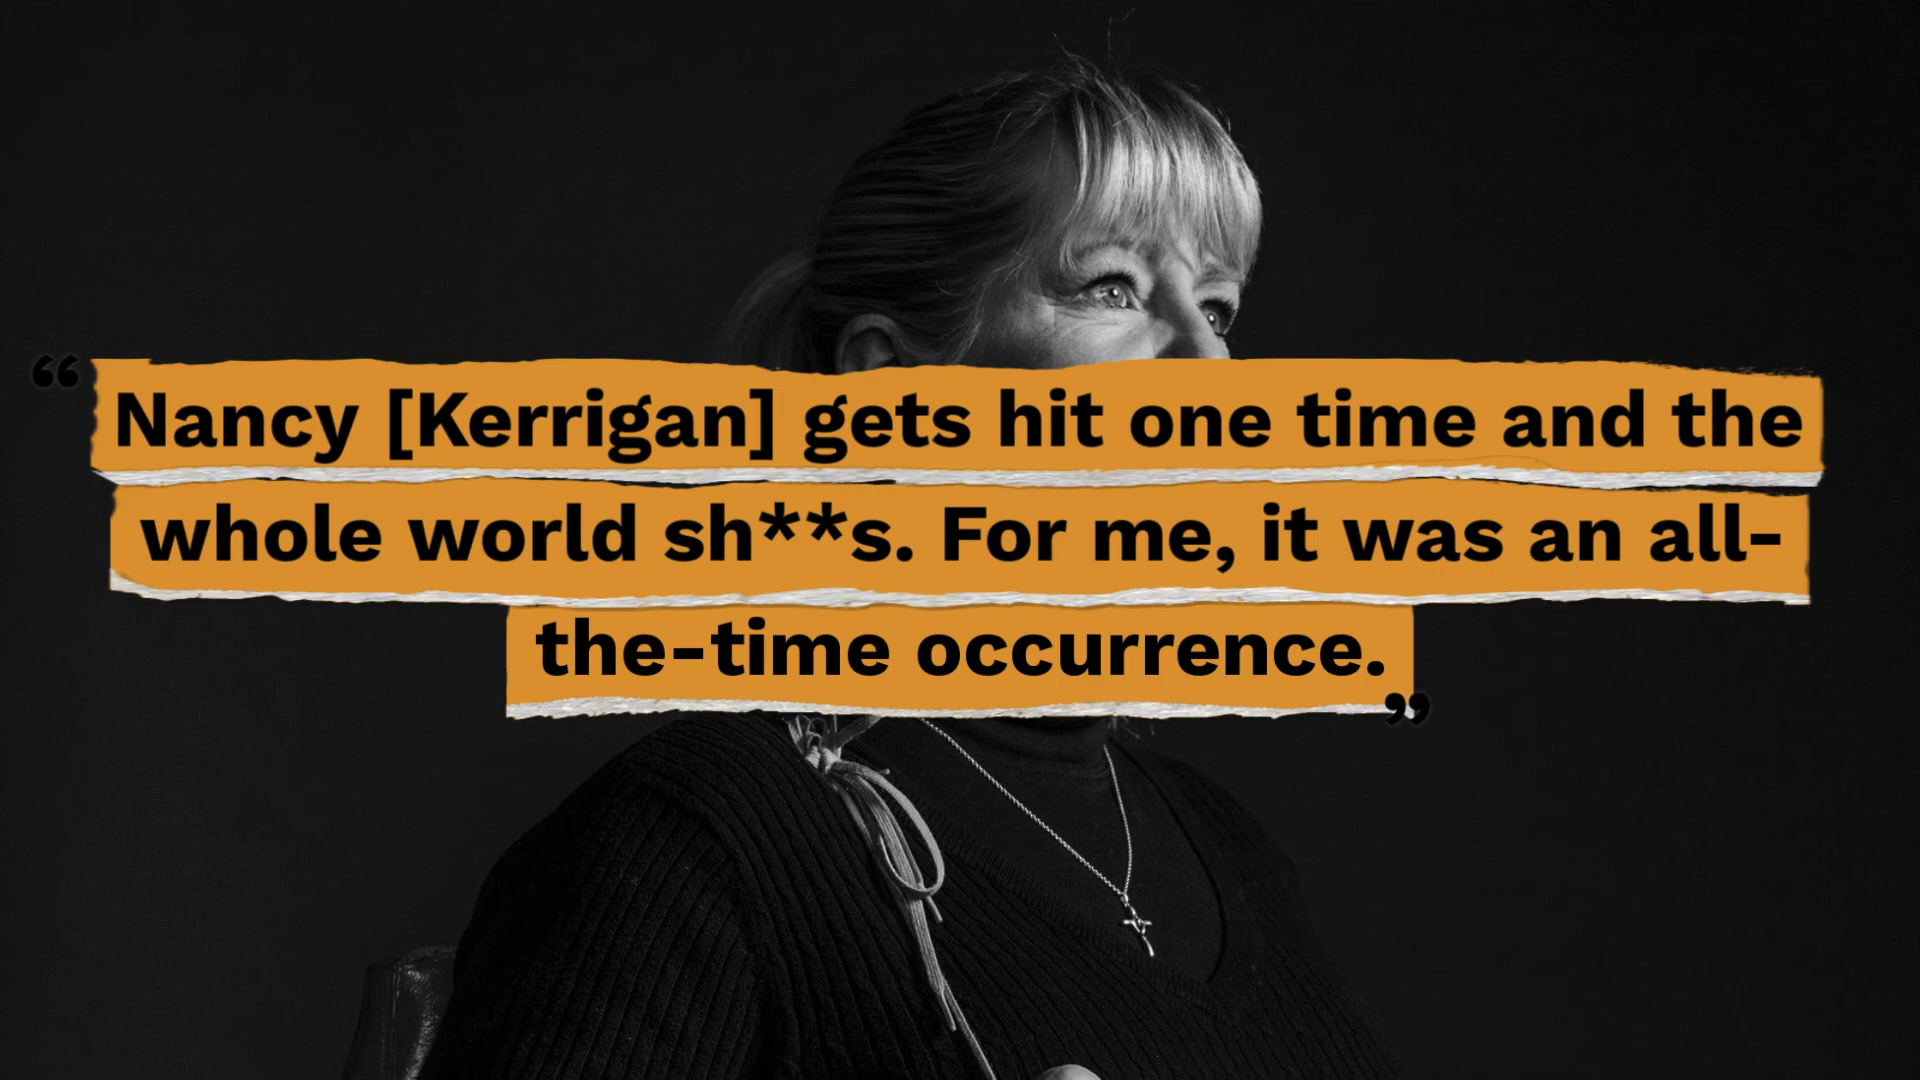 “Nancy [Kerrigan] gets hit one time and the
whole world sh**s. For me, it was an all-
the-time occurrence.”